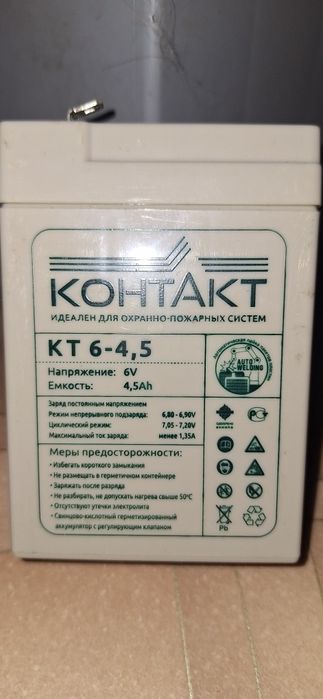 КОНТАКТ
ИДЕАЛЕН ДЛЯ ОХРАННО-ПОЖАРНЫХ СИСТЕМ
КТ 6-4,5
Напряжение: 6V
Емкость: 4,5Ah
AUTO
WELDING
Заряд постоянным напряжением
Режим непрерывного подзаряда: 6,80 - 6,90V
Циклический режим: 7,05 - 7,20V
Максимальный ток заряда: менее 1,35А
Меры предосторожности:
• Избегать короткого замыкания
• Не размещать в герметичном контейнере
• Заряжать после разряда
• Не разбирать, не допускать нагрева свыше 50°C
• Отсутствуют утечки электролита
• Свинцово-кислотный герметизированный
аккумулятор с регулирующим клапаном
Pb